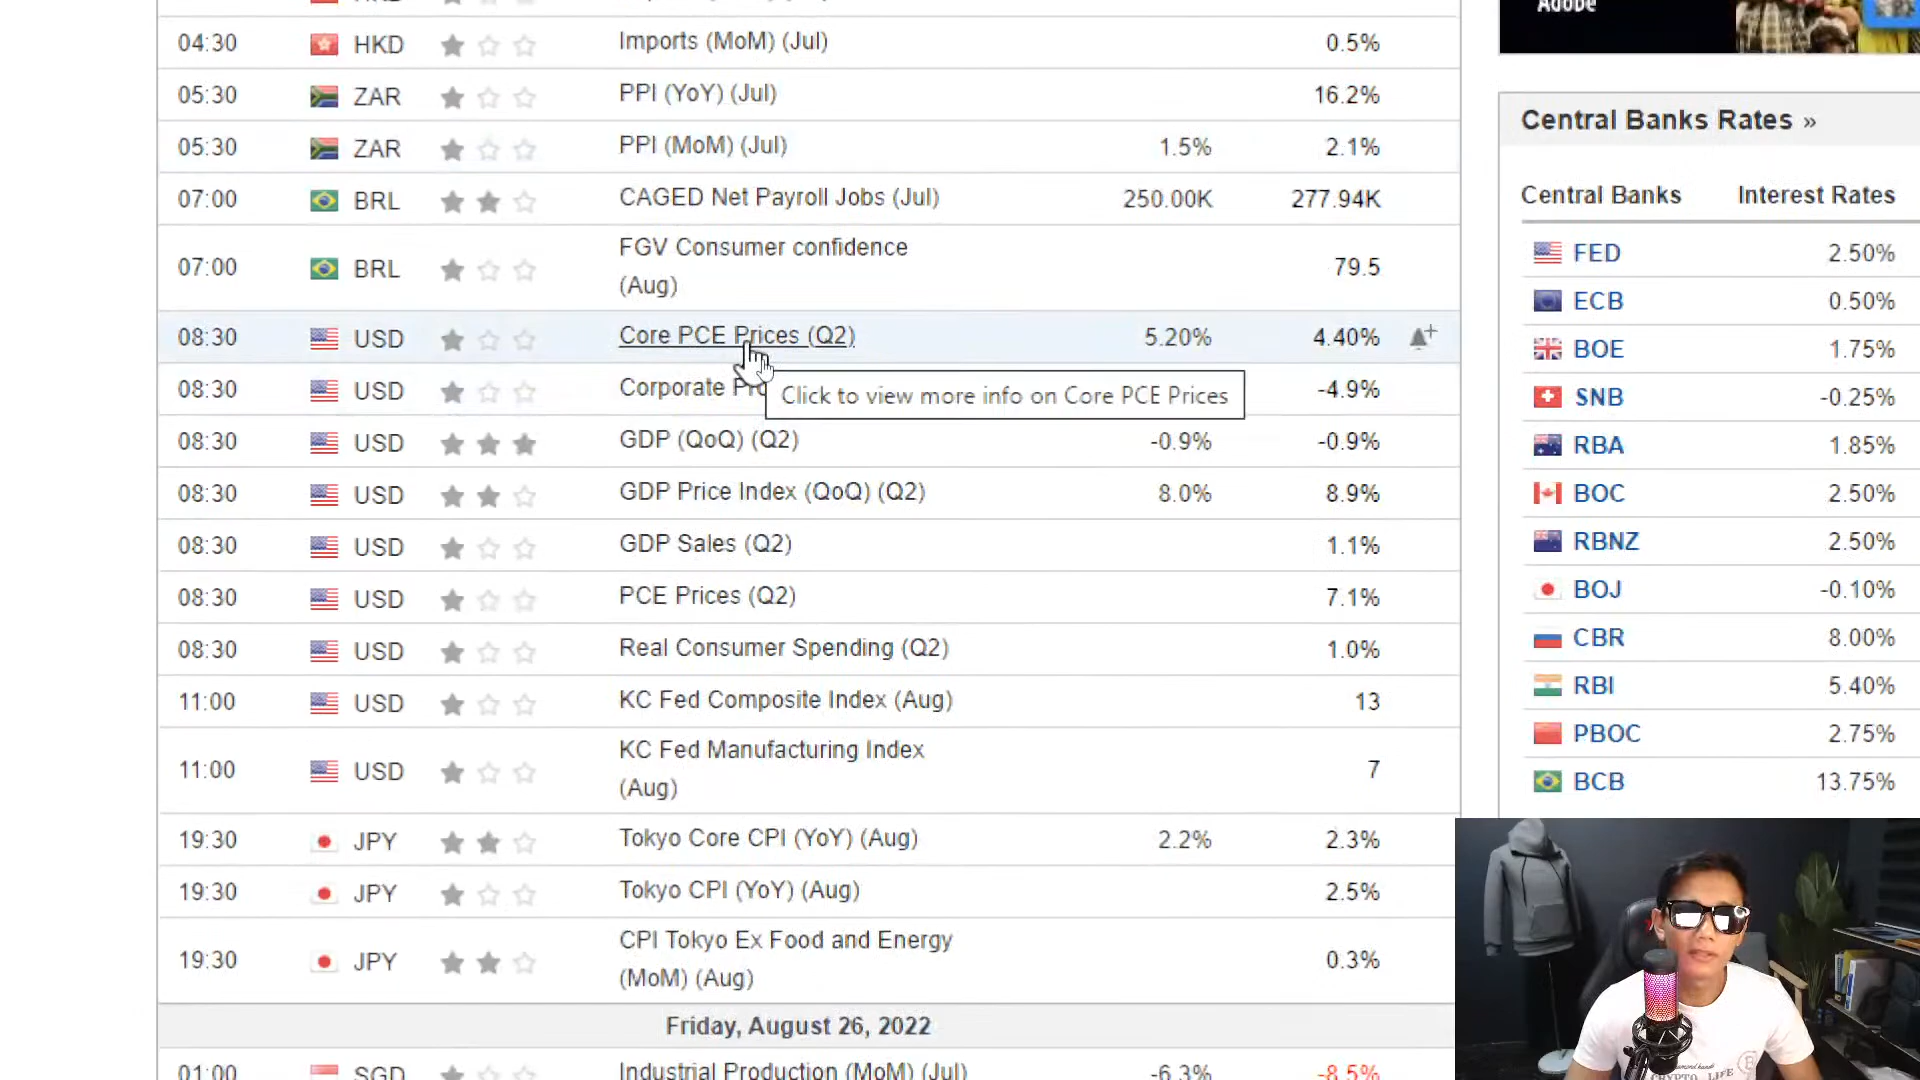 Adobe
04:30 HKD Imports (MoM) (Jul) 0.5%
05:30 ZAR PPI (YoY) (Jul) 16.2%
05:30 ZAR PPI (MoM) (Jul) 1.5% 2.1%
07:00 BRL CAGED Net Payroll Jobs (Jul) 250.00K 277.94K
07:00 BRL FGV Consumer confidence 79.5
(Aug)
08:30 USD Core PCE Prices (Q2) 5.20% 4.40%
08:30 USD Corporate -4.9%
Click to view more info on Core PCE Prices
08:30 USD GDP (QoQ) (Q2) -0.9% -0.9%
08:30 USD GDP Price Index (QoQ) (Q2) 8.0% 8.9%
08:30 USD GDP Sales (Q2) 1.1%
08:30 USD PCE Prices (Q2) 7.1%
08:30 USD Real Consumer Spending (Q2) 1.0%
11:00 USD KC Fed Composite Index (Aug) 13
11:00 USD KC Fed Manufacturing Index 7
(Aug)
19:30 JPY Tokyo Core CPI (YoY) (Aug) 2.2% 2.3%
19:30 JPY Tokyo CPI (YoY) (Aug) 2.5%
19:30 JPY CPI Tokyo Ex Food and Energy 0.3%
(MoM) (Aug)
Friday, August 26, 2022
01:00 SGD Industrial Production (MoM) (Jul) -6.3% -8.5%
Central Banks Rates »
Central Banks Interest Rates
FED 2.50%
ECB 0.50%
BOE 1.75%
SNB -0.25%
RBA 1.85%
BOC 2.50%
RBNZ 2.50%
BOJ -0.10%
CBR 8.00%
RBI 5.40%
PBOC 2.75%
BCB 13.75%
CRYPTO LIFE